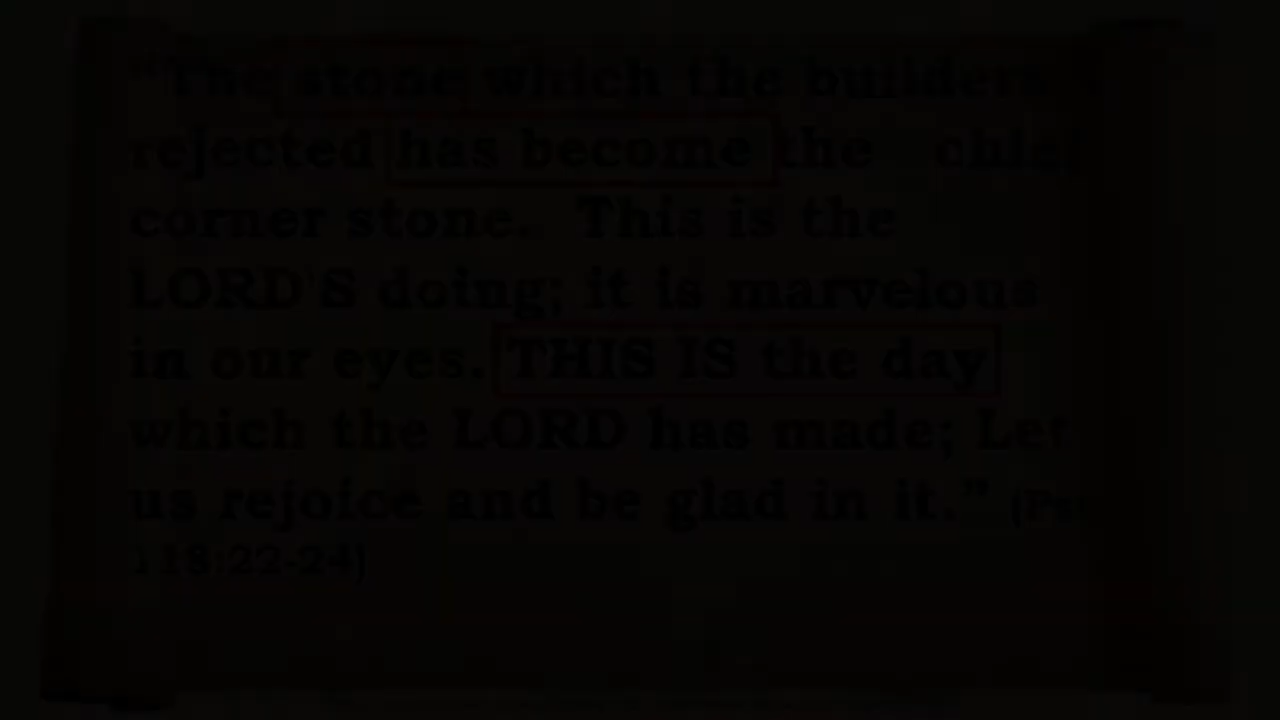 "The stone which the builders
rejected has become the chief
corner stone. This is the
LORD'S doing; it is marvelous
in our eyes. THIS IS the day
which the LORD has made; Let
us rejoice and be glad in it."
118:22-24)